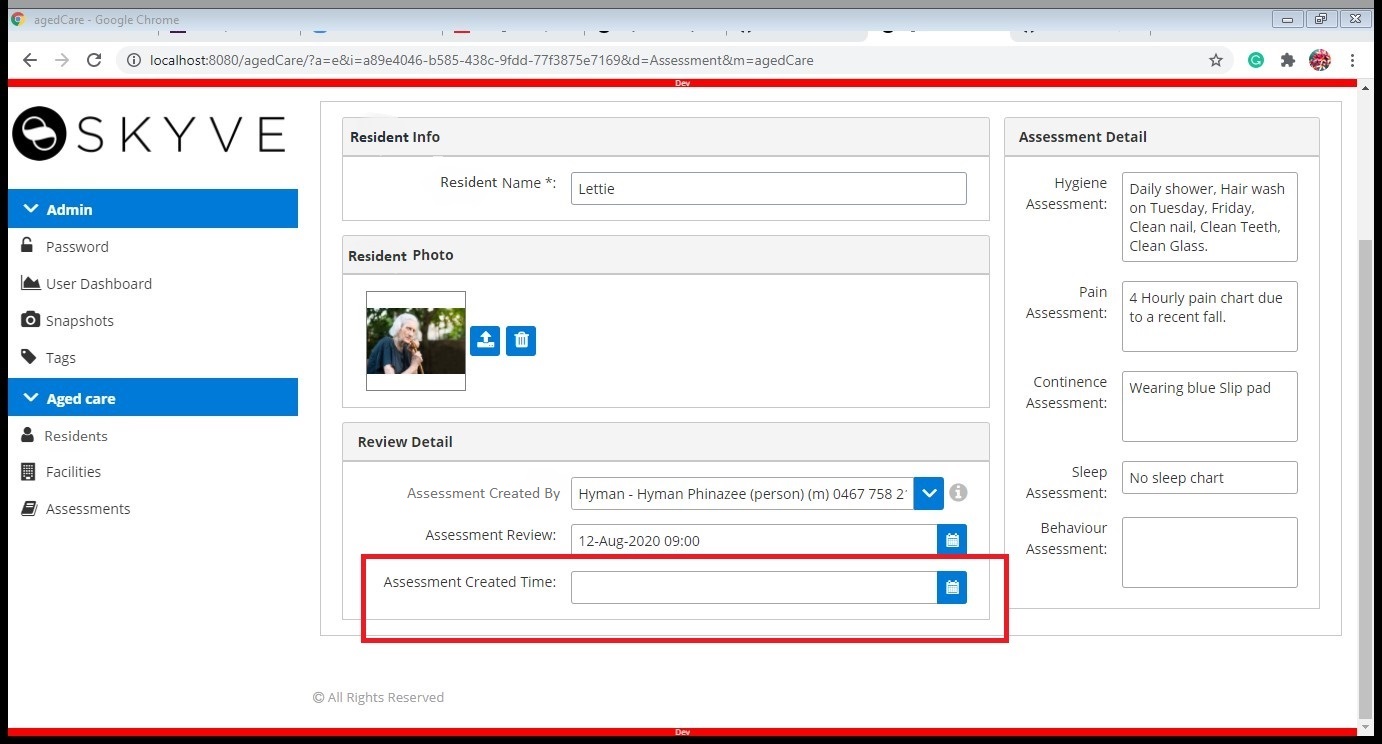 agedCare - Google Chrome
localhost:8080/agedCare/?a=e&i=a89e4046-b585-438c-9fdd-77f3875e7169&d=Assessment&m=agedCare
Dev
SKYVE
Admin
Password
User Dashboard
Snapshots
Tags
Aged care
Residents
Facilities
Assessments
Resident Info
Resident Name *:
Lettie
Resident Photo
Review Detail
Assessment Created By
Hyman - Hyman Phinazee (person) (m) 0467 758 2
Assessment Review:
12-Aug-2020 09:00
Assessment Created Time:
Assessment Detail
Hygiene
Assessment:
Daily shower, Hair wash
on Tuesday, Friday,
Clean nail, Clean Teeth,
Clean Glass.
Pain
Assessment:
4 Hourly pain chart due
to a recent fall.
Continence
Assessment:
Wearing blue Slip pad
Sleep
Assessment:
No sleep chart
Behaviour
Assessment:
© All Rights Reserved
Dev